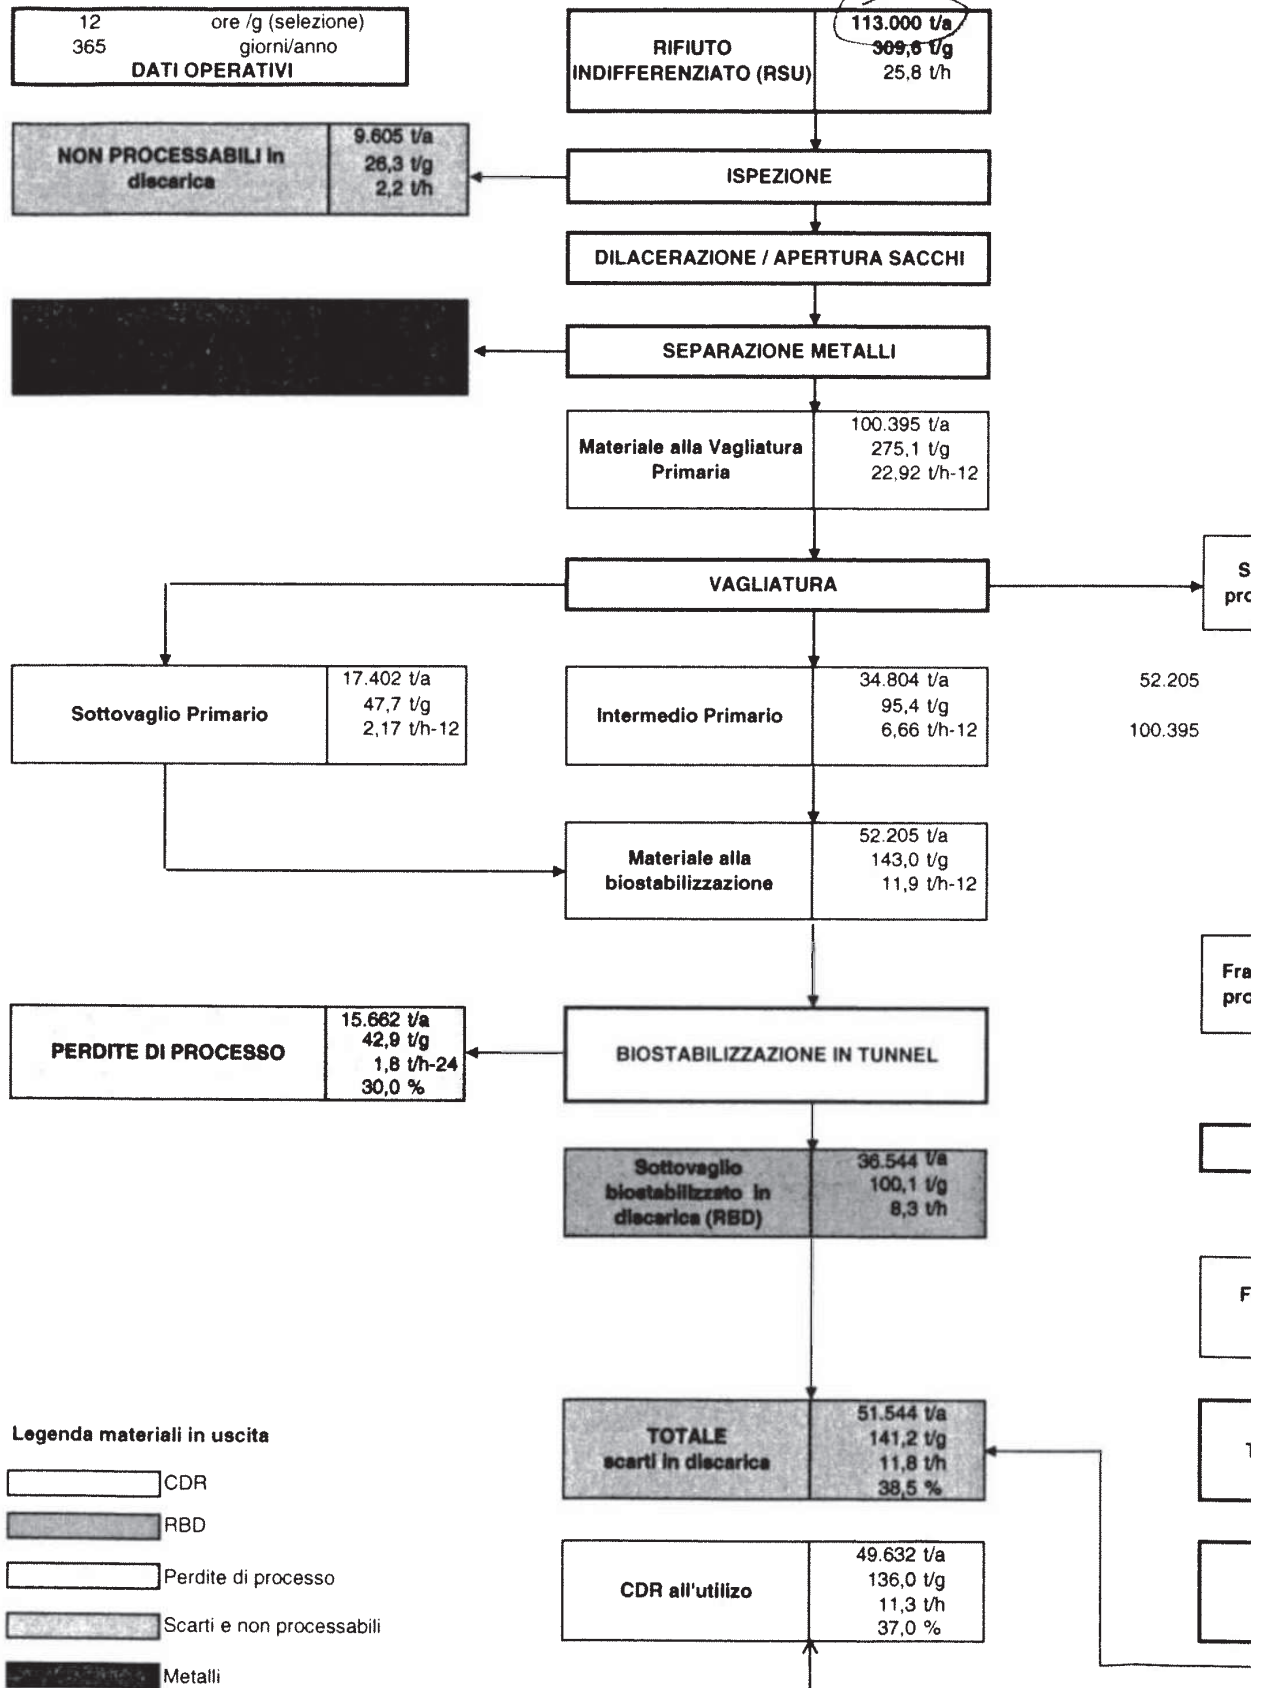 12 ore /g (selezione)
365 giorni/anno
DATI OPERATIVI
RIFIUTO
INDIFFERENZIATO (RSU)
113.000 t/a
309,6 t/g
25,8 t/h
NON PROCESSABILI in
discarica
9.605 t/a
26,3 t/g
2,2 t/h
ISPEZIONE
DILACERAZIONE / APERTURA SACCHI
SEPARAZIONE METALLI
Materiale alla Vagliatura
Primaria
100.395 t/a
275,1 t/g
22,92 t/h-12
VAGLIATURA
S
pro
Sottovaglio Primario
17.402 t/a
47,7 t/g
2,17 t/h-12
Intermedio Primario
34.804 t/a
95,4 t/g
6,66 t/h-12
52.205
100.395
Materiale alla
biostabilizzazione
52.205 t/a
143,0 t/g
11,9 t/h-12
Fra
pro
PERDITE DI PROCESSO
15.662 t/a
42,9 t/g
1,8 t/h-24
30,0 %
BIOSTABILIZZAZIONE IN TUNNEL
Sottovaglio
biostabilizzato in
discarica (RBD)
36.544 t/a
100,1 t/g
8,3 t/h
F
TOTALE
scarti in discarica
51.544 t/a
141,2 t/g
11,8 t/h
38,5 %
Legenda materiali in uscita
CDR
RBD
Perdite di processo
Scarti e non processabili
Metalli
CDR all'utilizo
49.632 t/a
136,0 t/g
11,3 t/h
37,0 %